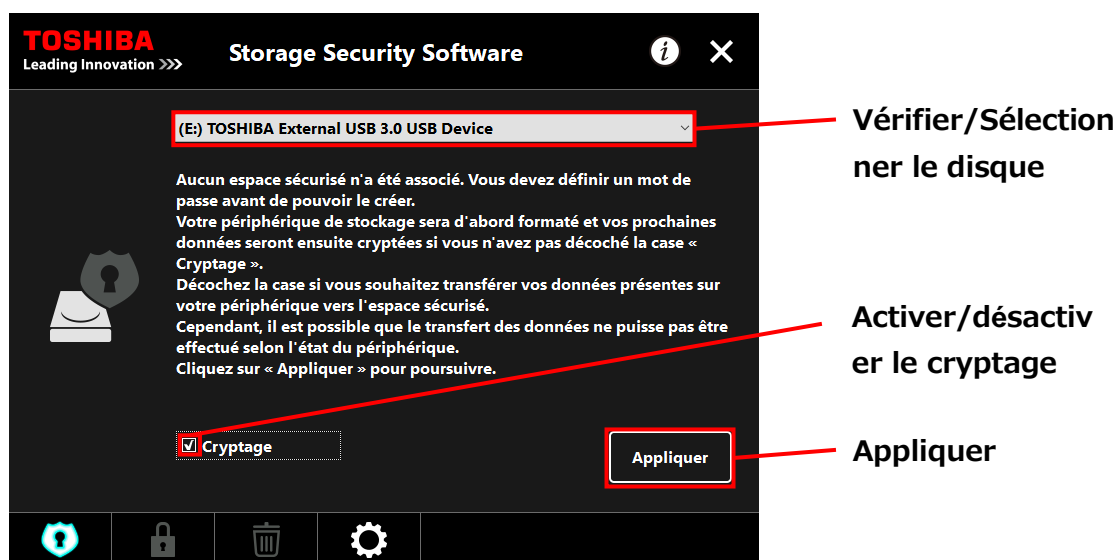 TOSHIBA
Leading Innovation >>>
Storage Security Software
i
(E:) TOSHIBA External USB 3.0 USB Device
Vérifier/Sélection
ner le disque
Aucun espace sécurisé n'a été associé. Vous devez définir un mot de
passe avant de pouvoir le créer.
Votre périphérique de stockage sera d'abord formaté et vos prochaines
données seront ensuite cryptées si vous n'avez pas décoché la case «
Cryptage ».
Décochez la case si vous souhaitez transférer vos données présentes sur
votre périphérique vers l'espace sécurisé.
Cependant, il est possible que le transfert des données ne puisse pas être
effectué selon l'état du périphérique.
Cliquez sur « Appliquer » pour poursuivre.
Activer/désactiv
er le cryptage
Cryptage
Appliquer
Appliquer